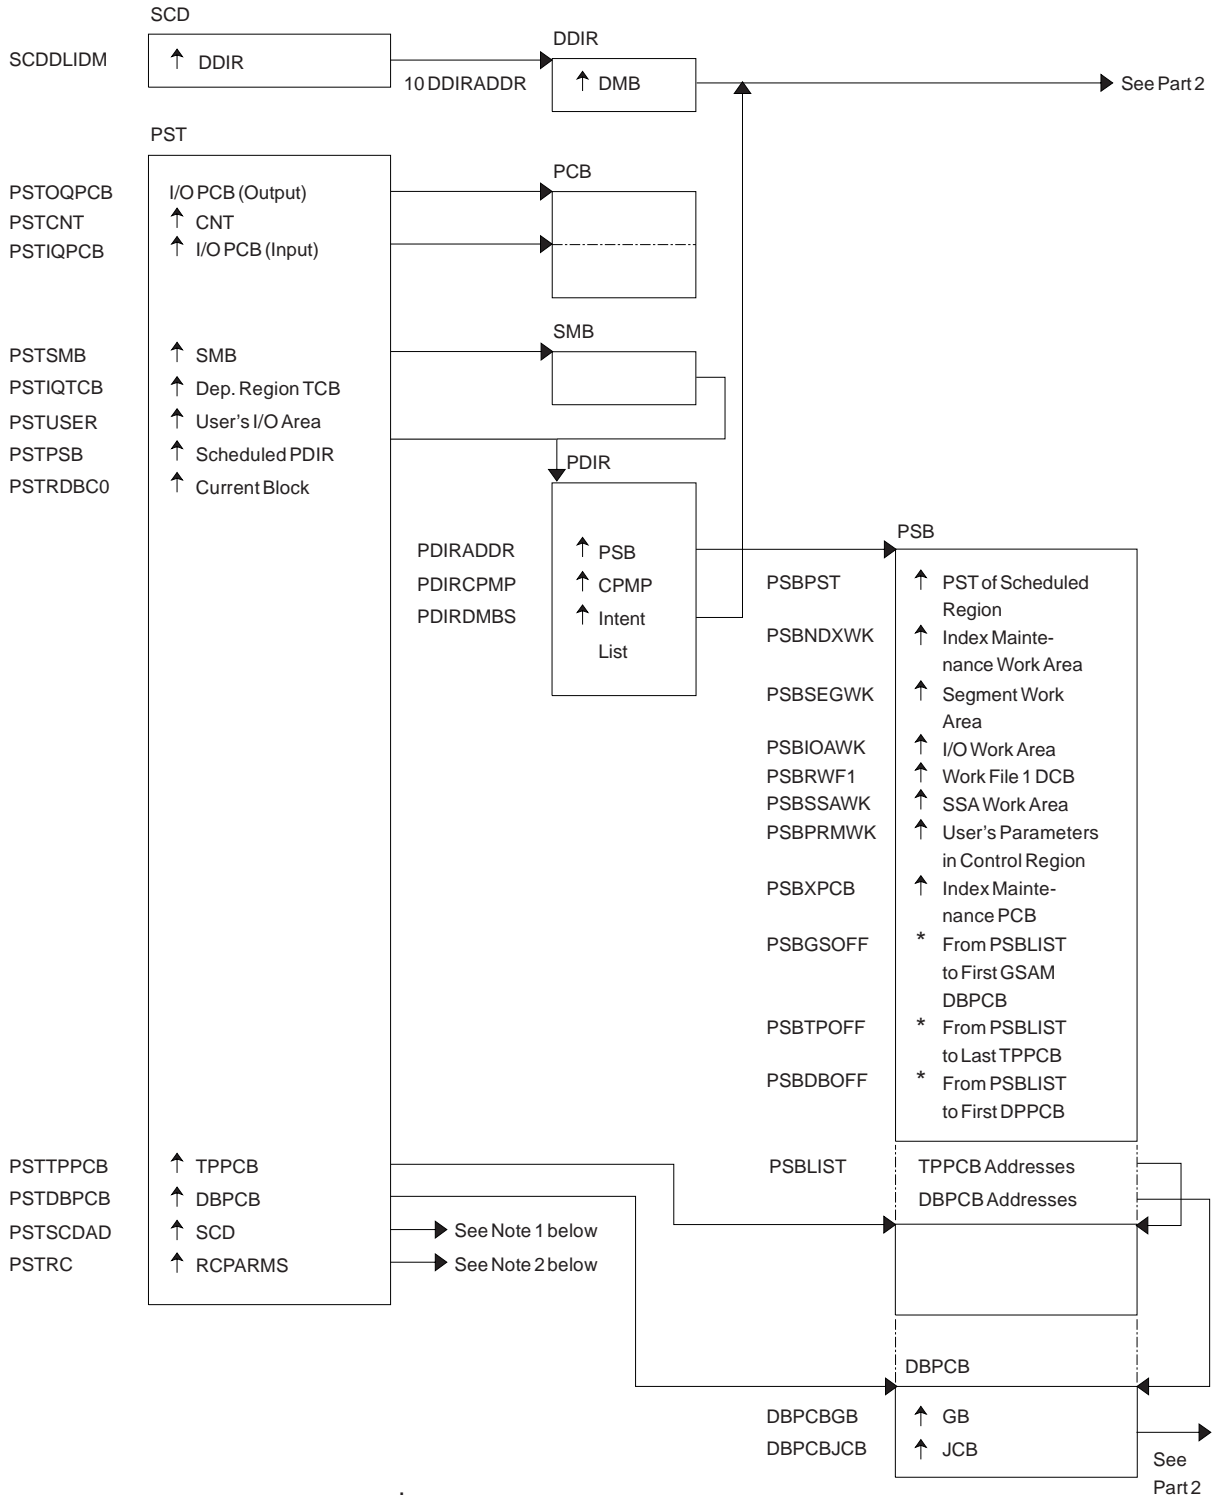 SCD
SCDDLIDM ↑ DDIR
DDIR
10 DDIRADDR ↑ DMB See Part 2
PST
PCB
PSTOQPCB I/O PCB (Output)
PSTCNT ↑ CNT
PSTIQPCB ↑ I/O PCB (Input)
SMB
PSTSMB ↑ SMB
PSTIQTCB ↑ Dep. Region TCB
PSTUSER ↑ User's I/O Area
PSTPSB ↑ Scheduled PDIR
PSTRDBC0 ↑ Current Block
PDIR
PDIRADDR ↑ PSB
PDIRCPMP ↑ CPMP
PDIRDMBS ↑ Intent
List
PSB
PSBPST ↑ PST of Scheduled
Region
PSBNDXWK ↑ Index Mainte-
nance Work Area
PSBSEGWK ↑ Segment Work
Area
PSBIOAWK ↑ I/O Work Area
PSBRWF1 ↑ Work File 1 DCB
PSBSSAWK ↑ SSA Work Area
PSBPRMWK ↑ User's Parameters
in Control Region
PSBXPCB ↑ Index Mainte-
nance PCB
PSBGSOFF * From PSBLIST
to First GSAM
DBPCB
PSBTPOFF * From PSBLIST
to Last TPPCB
PSBDBOFF * From PSBLIST
to First DPPCB
PSTTPPCB ↑ TPPCB
PSTDBPCB ↑ DBPCB
PSTSCDAD ↑ SCD See Note 1 below
PSTRC ↑ RCPARMS See Note 2 below
PSBLIST TPPCB Addresses
DBPCB Addresses
DBPCB
DBPCBGB ↑ GB
DBPCBJCB ↑ JCB
See
Part 2